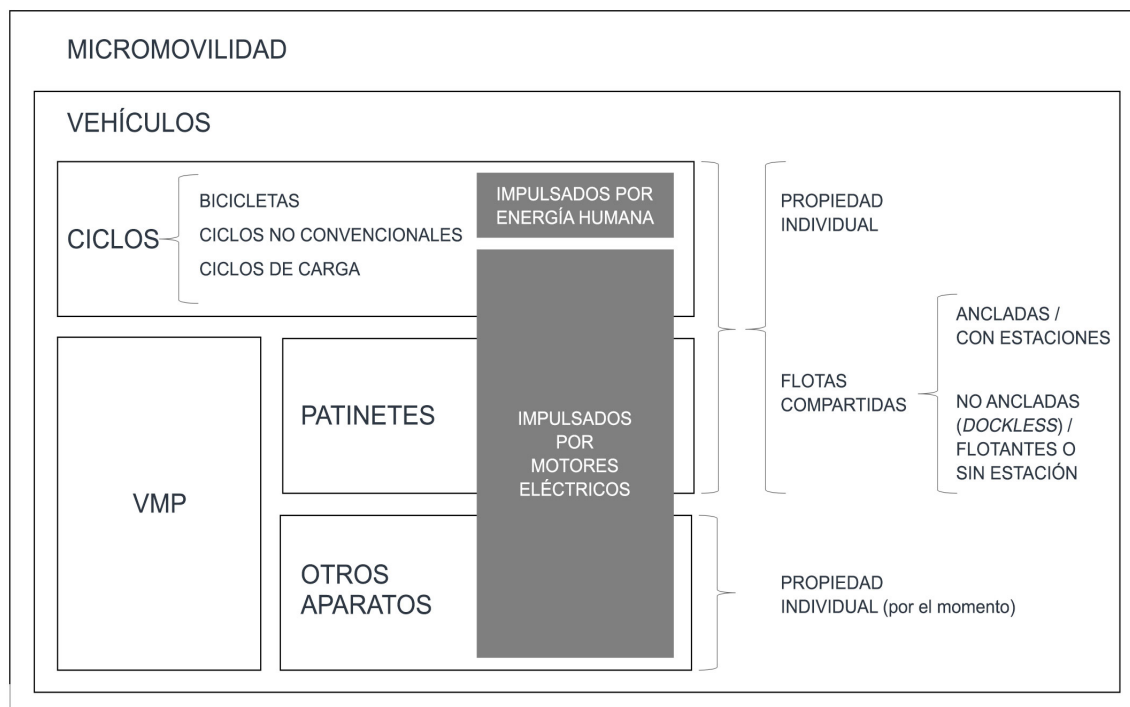 MICROMOVILIDAD
VEHÍCULOS
CICLOS
BICICLETAS
CICLOS NO CONVENCIONALES
CICLOS DE CARGA
IMPULSADOS POR
ENERGÍA HUMANA
PROPIEDAD
INDIVIDUAL
VMP
PATINETES
IMPULSADOS
POR
MOTORES
ELÉCTRICOS
FLOTAS
COMPARTIDAS
ANCLADAS /
CON ESTACIONES
NO ANCLADAS
(DOCKLESS) /
FLOTANTES O
SIN ESTACIÓN
OTROS
APARATOS
PROPIEDAD
INDIVIDUAL (por el momento)